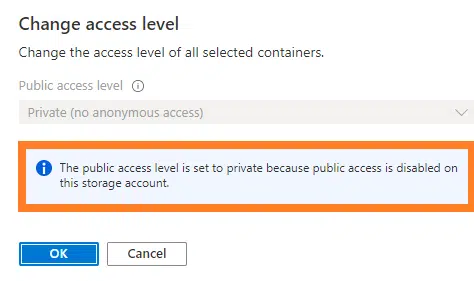 Change access level
Change the access level of all selected containers.
Public access level
Private (no anonymous access)
The public access level is set to private because public access is disabled on
this storage account.
OK
Cancel